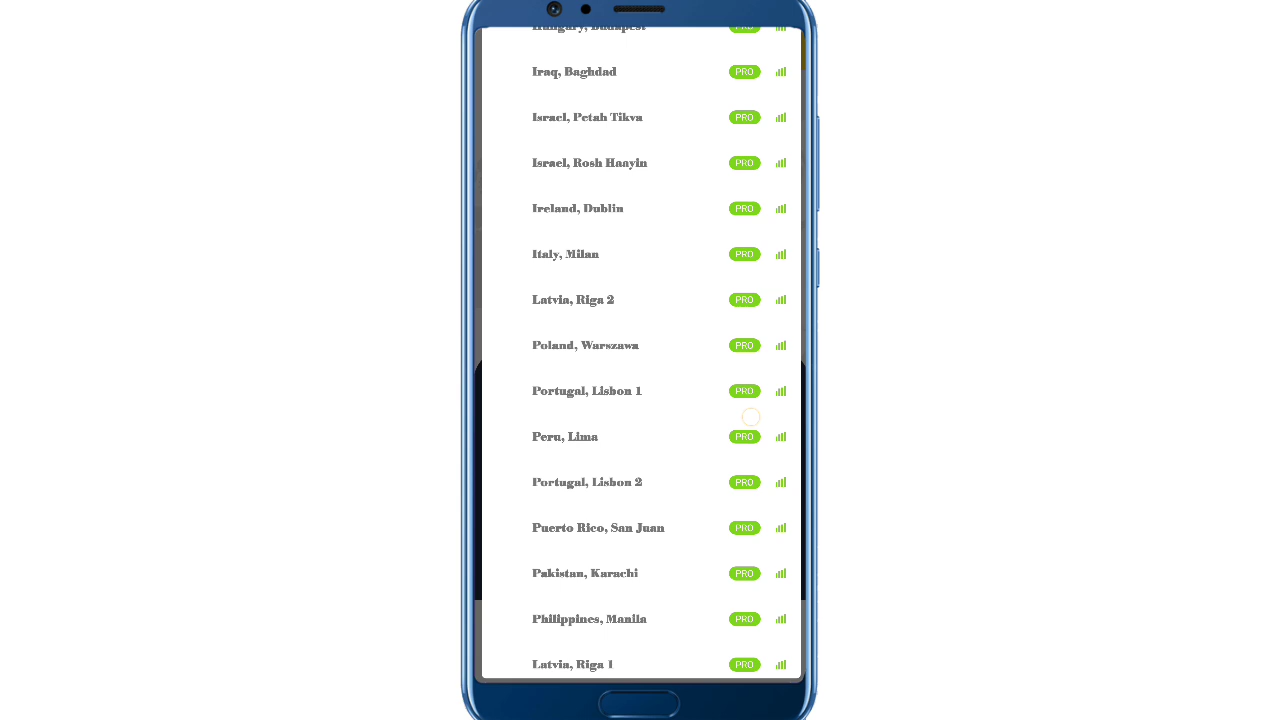 Hungary, Budapest
Iraq, Baghdad PRO
Israel, Petah Tikva PRO
Israel, Rosh Haayin PRO
Ireland, Dublin PRO
Italy, Milan PRO
Latvia, Riga 2 PRO
Poland, Warszawa PRO
Portugal, Lisbon 1 PRO
Peru, Lima PRO
Portugal, Lisbon 2 PRO
Puerto Rico, San Juan PRO
Pakistan, Karachi PRO
Philippines, Manila PRO
Latvia, Riga 1 PRO